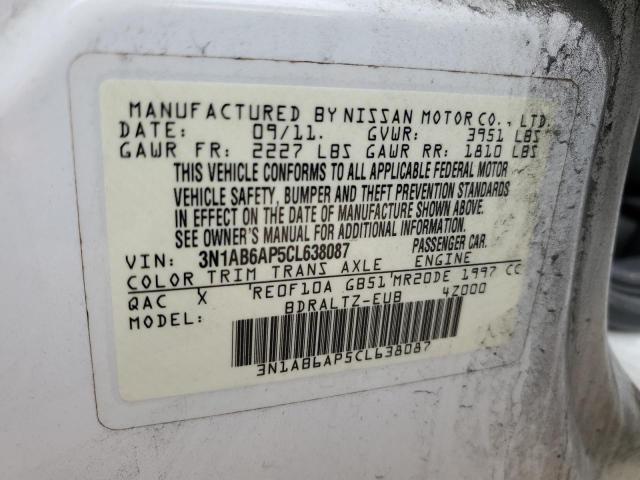 MANUFACTURED BY NISSAN MOTOR CO., LTD.
DATE: 09/11. GVWR: 3951 LBS
GAWR FR: 2227 LBS GAWR RR: 1810 LBS
THIS VEHICLE CONFORMS TO ALL APPLICABLE FEDERAL MOTOR
VEHICLE SAFETY, BUMPER AND THEFT PREVENTION STANDARDS
IN EFFECT ON THE DATE OF MANUFACTURE SHOWN ABOVE.
SEE OWNER'S MANUAL FOR ADDITIONAL INFORMATION.
VIN: 3N1AB6AP5CL638087 PASSENGER CAR
COLOR TRIM TRANS AXLE ENGINE
QAC X RE0F10A GB51 MR20DE 1997 CC
MODEL: BDRALTZ-EUB 4Z000
3N1AB6AP5CL638087